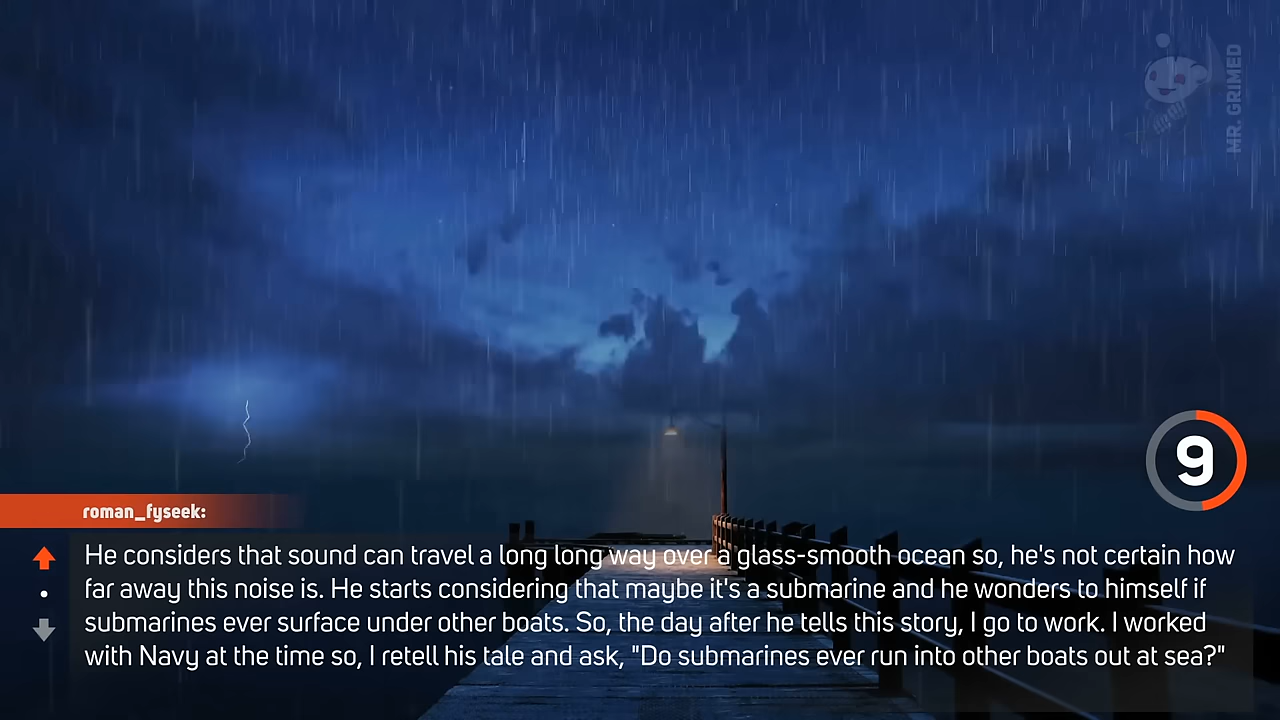 MR. GRIMED
9
roman_fyseek:
He considers that sound can travel a long long way over a glass-smooth ocean so, he's not certain how
far away this noise is. He starts considering that maybe it's a submarine and he wonders to himself if
submarines ever surface under other boats. So, the day after he tells this story, I go to work. I worked
with Navy at the time so, I retell his tale and ask, "Do submarines ever run into other boats out at sea?"